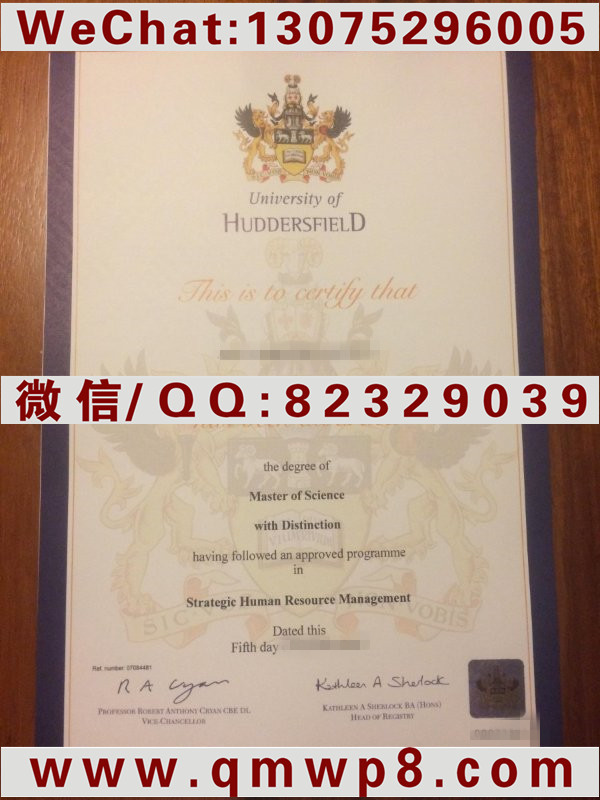 WeChat:13075296005
University of
HUDDERSFIELD
This is to certify that
微信/QQ:82329039
the degree of
Master of Science
with Distinction
having followed an approved programme
in
Strategic Human Resource Management
Dated this
Fifth day
Ref. number: 07084481
R A Cryan
Kathleen A Sherlock
PROFESSOR ROBERT ANTHONY CRYAN CBE DL
VICE-CHANCELLOR
KATHLEEN A SHERLOCK BA (HONS)
HEAD OF REGISTRY
www.qmwp8.com